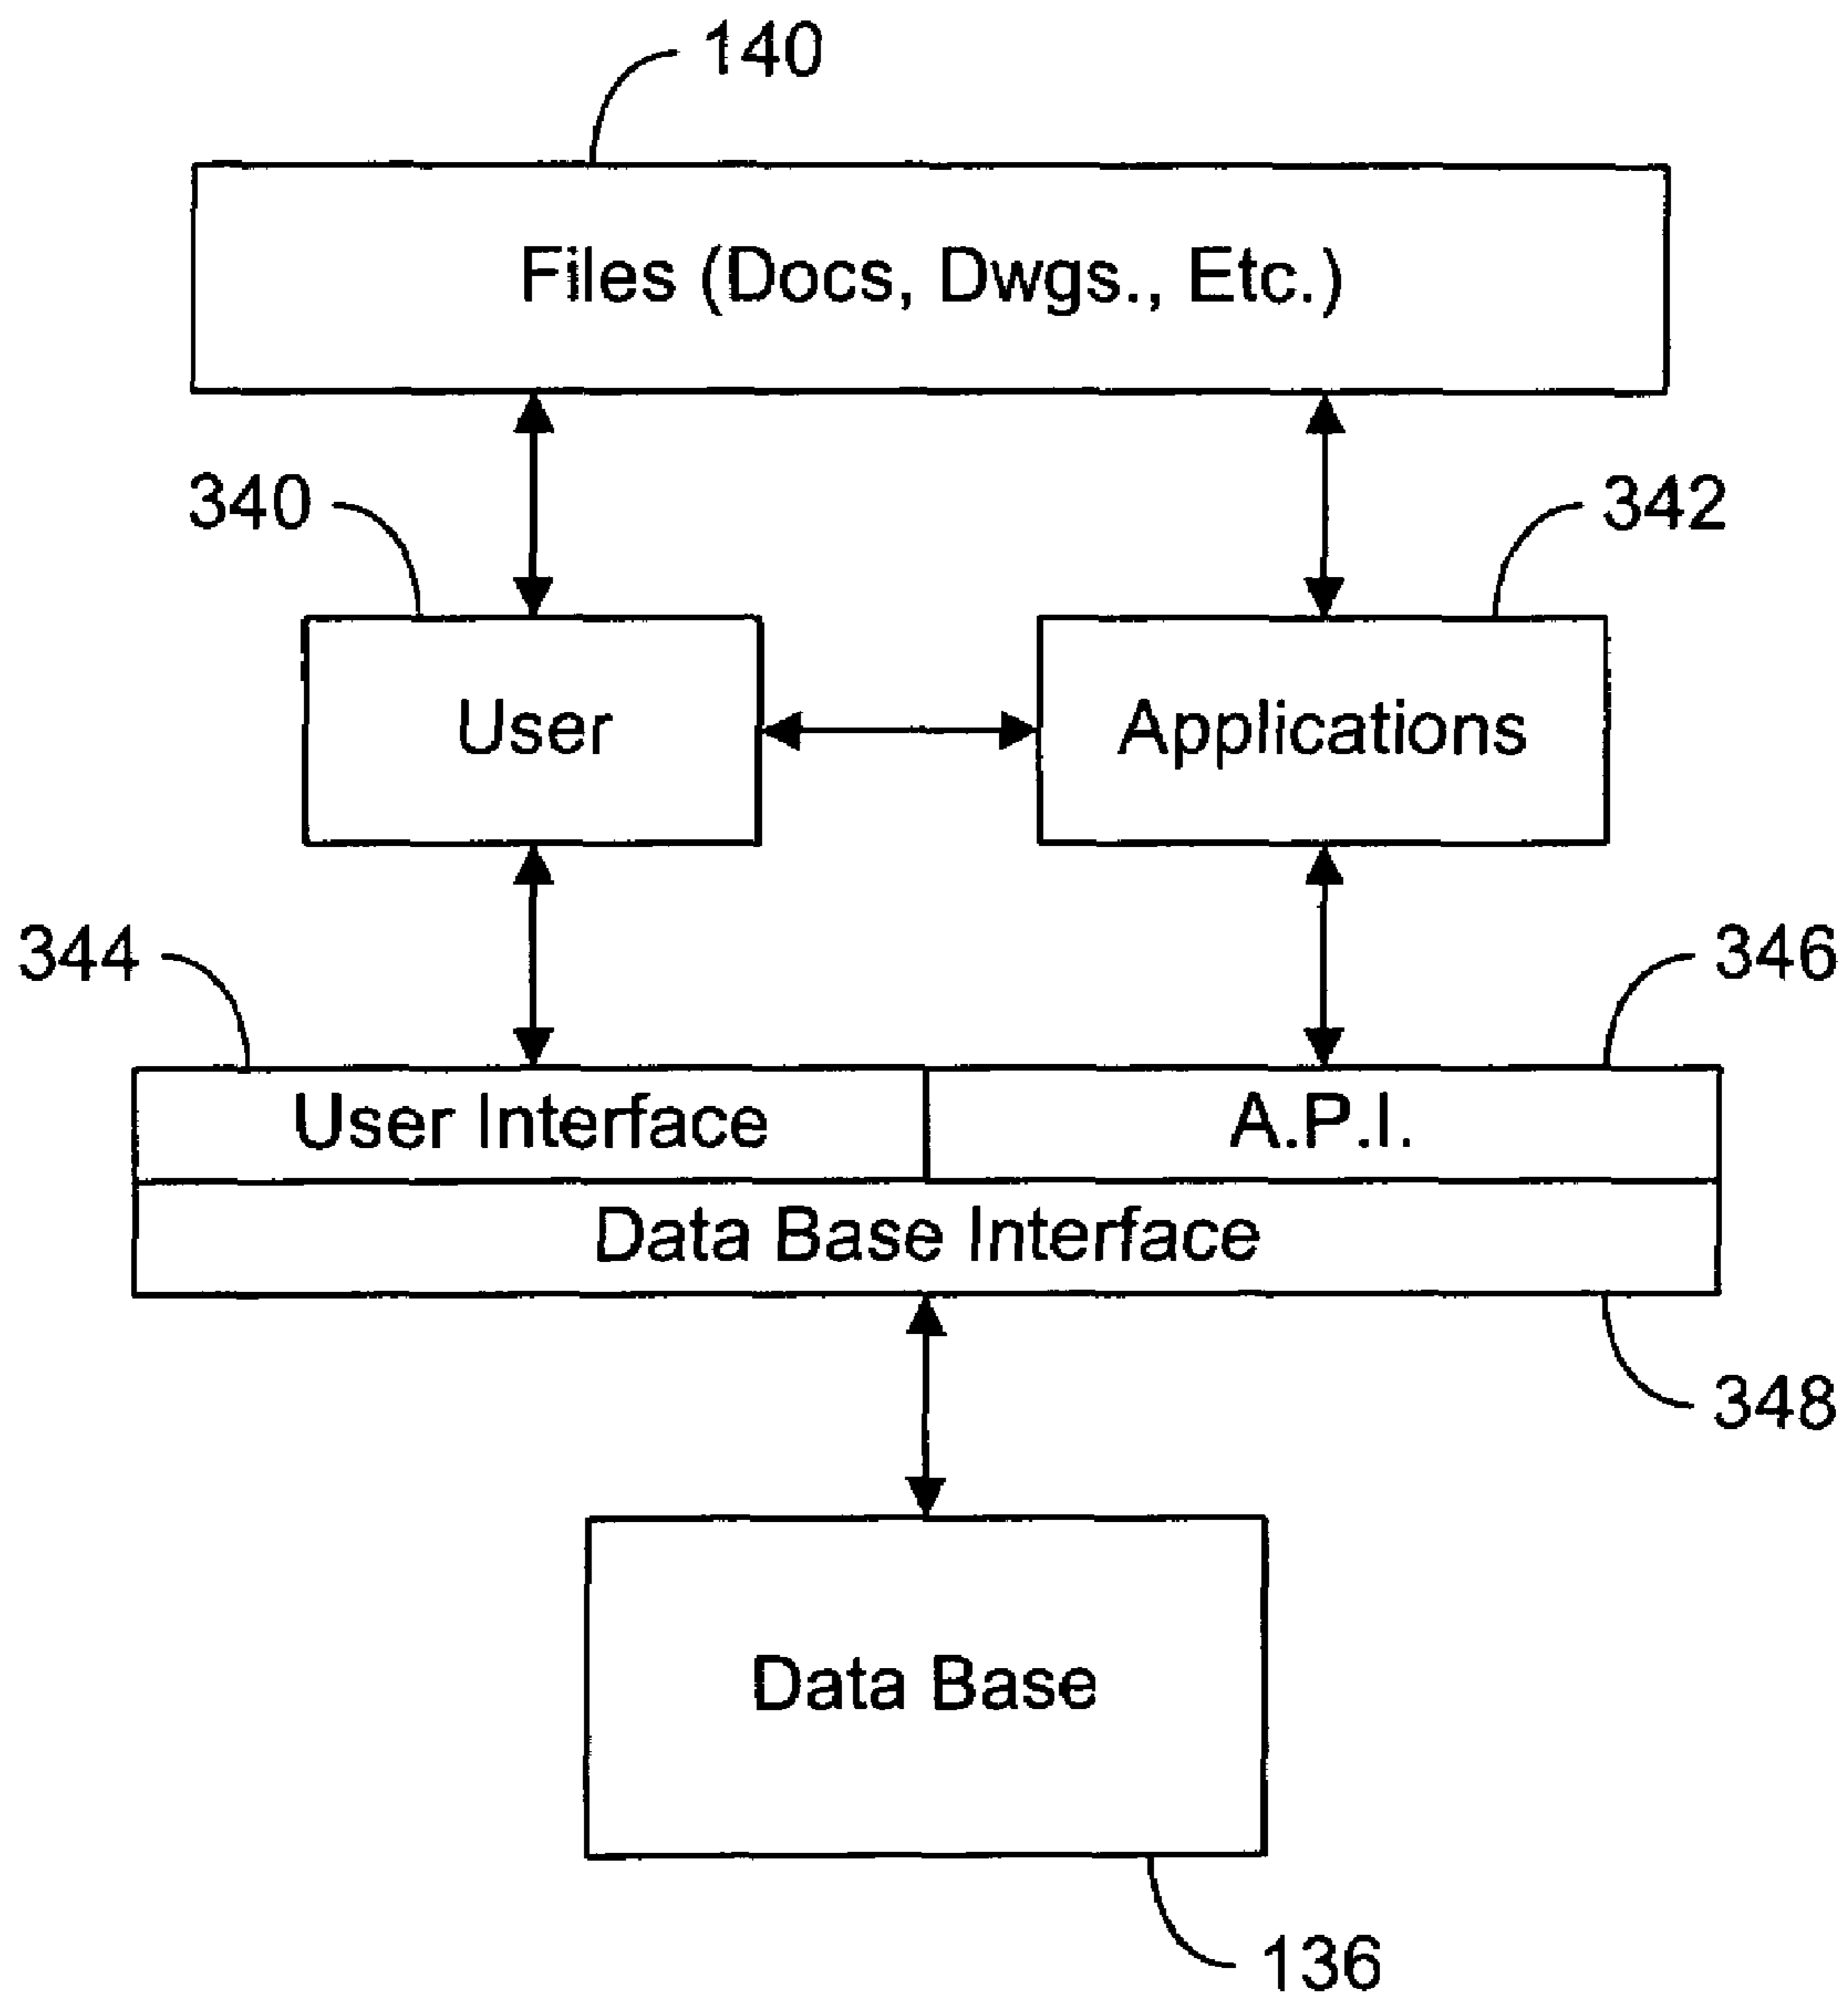 140
Files (Docs, Dwgs., Etc.)
340
342
User
Applications
344
346
User Interface
A.P.I.
Data Base Interface
348
Data Base
136